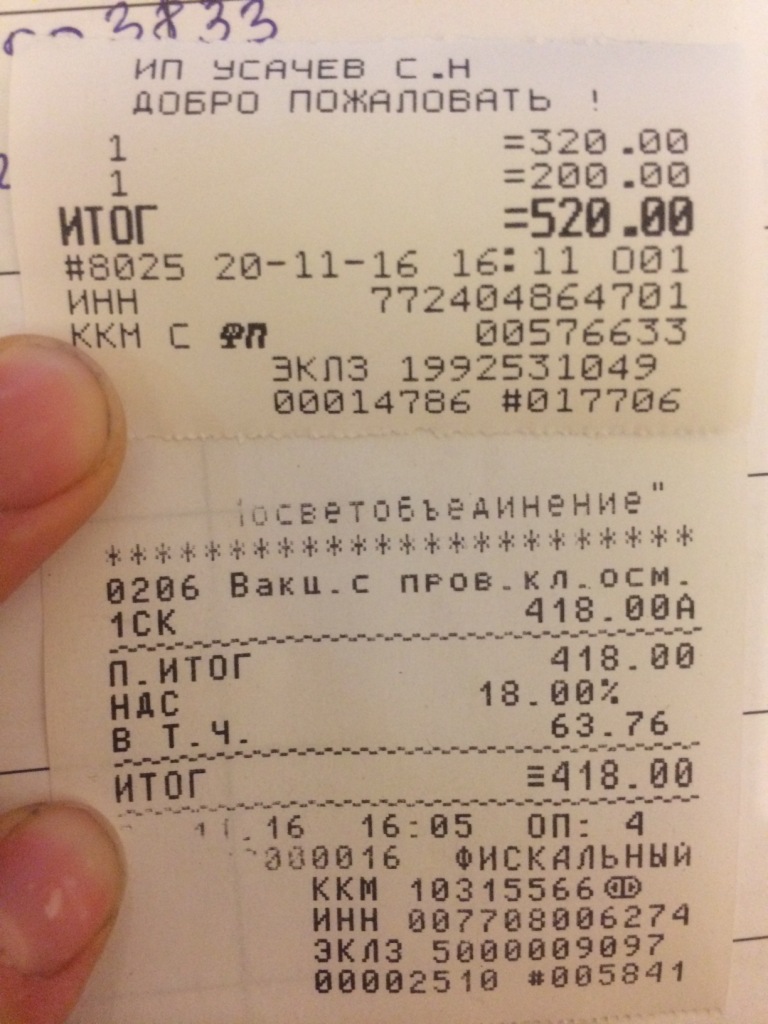 3833
ИП УСАЧЕВ С.Н
ДОБРО ПОЖАЛОВАТЬ !
1 =320.00
1 =200.00
ИТОГ =520.00
#8025 20-11-16 16:11 001
ИНН 772404864701
ККМ С ФП 00576633
ЭКЛЗ 1992531049
00014786 #017706
осветобъединение"
************************
0206 Вакц.с пров.кл.осм.
1СК 418.00А
П.ИТОГ 418.00
НДС 18.00%
В Т.Ч. 63.76
ИТОГ ≡418.00
11.16 16:05 ОП: 4
000016 ФИСКАЛЬНЫЙ
ККМ 10315566
ИНН 007708006274
ЭКЛЗ 5000009097
00002510 #005841